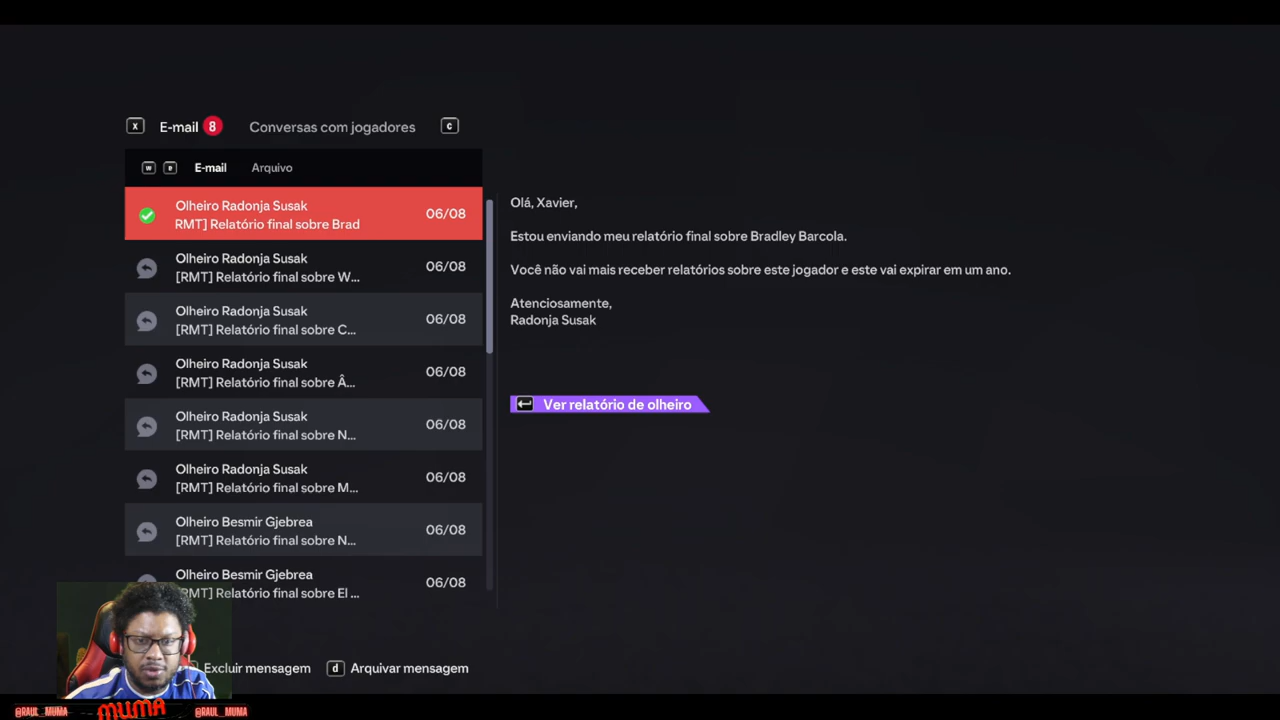 X E-mail 8 Conversas com jogadores C
W R E-mail Arquivo
Olheiro Radonja Susak
RMT] Relatório final sobre Brad
06/08
Olheiro Radonja Susak
[RMT] Relatório final sobre W...
06/08
Olheiro Radonja Susak
[RMT] Relatório final sobre C...
06/08
Olheiro Radonja Susak
[RMT] Relatório final sobre Â...
06/08
Olheiro Radonja Susak
[RMT] Relatório final sobre N...
06/08
Olheiro Radonja Susak
[RMT] Relatório final sobre M...
06/08
Olheiro Besmir Gjebrea
[RMT] Relatório final sobre N...
06/08
Olheiro Besmir Gjebrea
RMT] Relatório final sobre El ...
06/08
Olá, Xavier,
Estou enviando meu relatório final sobre Bradley Barcola.
Você não vai mais receber relatórios sobre este jogador e este vai expirar em um ano.
Atenciosamente,
Radonja Susak
Ver relatório de olheiro
Excluir mensagem d Arquivar mensagem
@RAUL_MUMA MUMA @RAUL_MUMA